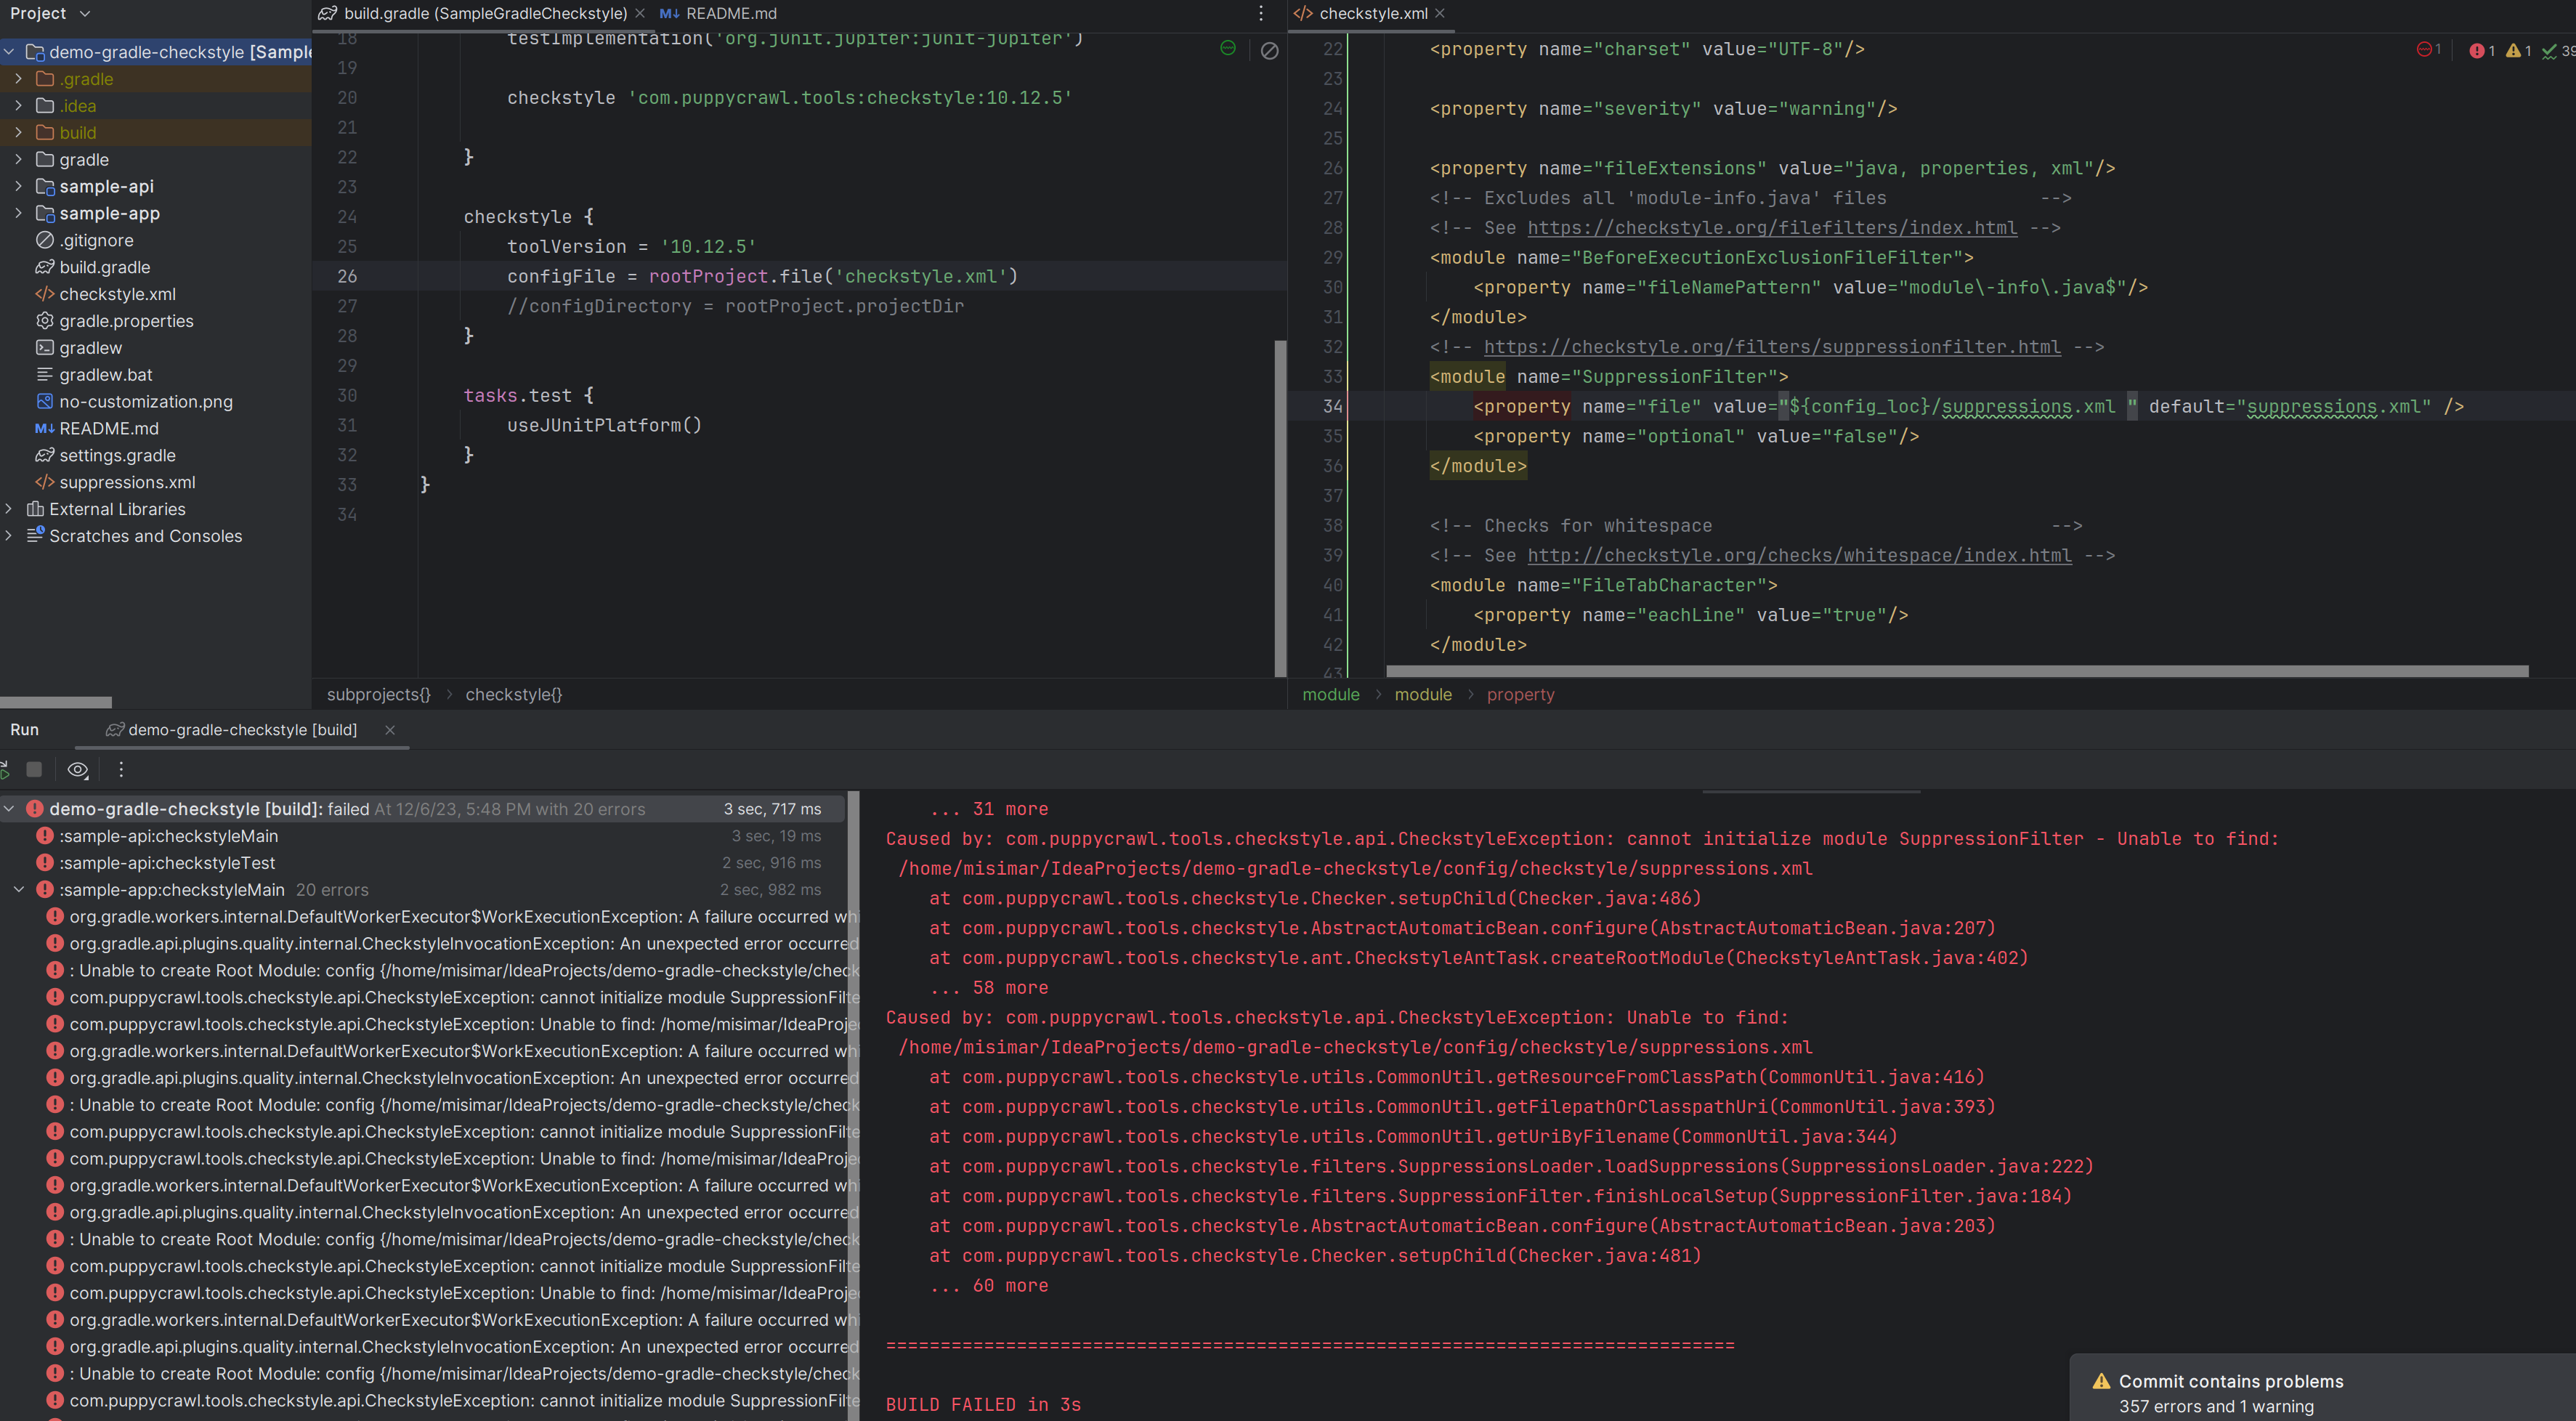 Project
demo-gradle-checkstyle [Sample
.gradle
.idea
build
gradle
sample-api
sample-app
.gitignore
build.gradle
checkstyle.xml
gradle.properties
gradlew
gradlew.bat
no-customization.png
README.md
settings.gradle
suppressions.xml
External Libraries
Scratches and Consoles
build.gradle (SampleGradleCheckstyle)
README.md
18 testImplementation('org.junit.jupiter:junit-jupiter')
19
20 checkstyle 'com.puppycrawl.tools:checkstyle:10.12.5'
21
22 }
23
24 checkstyle {
25 toolVersion = '10.12.5'
26 configFile = rootProject.file('checkstyle.xml')
27 //configDirectory = rootProject.projectDir
28 }
29
30 tasks.test {
31 useJUnitPlatform()
32 }
33 }
34
subprojects{} > checkstyle{}
checkstyle.xml
1 1 1 39
22 <property name="charset" value="UTF-8"/>
23
24 <property name="severity" value="warning"/>
25
26 <property name="fileExtensions" value="java, properties, xml"/>
27 <!-- Excludes all 'module-info.java' files -->
28 <!-- See https://checkstyle.org/filefilters/index.html -->
29 <module name="BeforeExecutionExclusionFileFilter">
30 <property name="fileNamePattern" value="module\-info\.java$"/>
31 </module>
32 <!-- https://checkstyle.org/filters/suppressionfilter.html -->
33 <module name="SuppressionFilter">
34 <property name="file" value="${config_loc}/suppressions.xml " default="suppressions.xml" />
35 <property name="optional" value="false"/>
36 </module>
37
38 <!-- Checks for whitespace -->
39 <!-- See http://checkstyle.org/checks/whitespace/index.html -->
40 <module name="FileTabCharacter">
41 <property name="eachLine" value="true"/>
42 </module>
43
module > module > property
Run
demo-gradle-checkstyle [build]
demo-gradle-checkstyle [build]: failed At 12/6/23, 5:48 PM with 20 errors 3 sec, 717 ms
:sample-api:checkstyleMain 3 sec, 19 ms
:sample-api:checkstyleTest 2 sec, 916 ms
:sample-app:checkstyleMain 20 errors 2 sec, 982 ms
org.gradle.workers.internal.DefaultWorkerExecutor$WorkExecutionException: A failure occurred whi
org.gradle.api.plugins.quality.internal.CheckstyleInvocationException: An unexpected error occurred
: Unable to create Root Module: config {/home/misimar/IdeaProjects/demo-gradle-checkstyle/check
com.puppycrawl.tools.checkstyle.api.CheckstyleException: cannot initialize module SuppressionFilte
com.puppycrawl.tools.checkstyle.api.CheckstyleException: Unable to find: /home/misimar/IdeaProje
org.gradle.workers.internal.DefaultWorkerExecutor$WorkExecutionException: A failure occurred whi
org.gradle.api.plugins.quality.internal.CheckstyleInvocationException: An unexpected error occurred
: Unable to create Root Module: config {/home/misimar/IdeaProjects/demo-gradle-checkstyle/check
com.puppycrawl.tools.checkstyle.api.CheckstyleException: cannot initialize module SuppressionFilte
com.puppycrawl.tools.checkstyle.api.CheckstyleException: Unable to find: /home/misimar/IdeaProje
org.gradle.workers.internal.DefaultWorkerExecutor$WorkExecutionException: A failure occurred whi
org.gradle.api.plugins.quality.internal.CheckstyleInvocationException: An unexpected error occurred
: Unable to create Root Module: config {/home/misimar/IdeaProjects/demo-gradle-checkstyle/check
com.puppycrawl.tools.checkstyle.api.CheckstyleException: cannot initialize module SuppressionFilte
com.puppycrawl.tools.checkstyle.api.CheckstyleException: Unable to find: /home/misimar/IdeaProje
org.gradle.workers.internal.DefaultWorkerExecutor$WorkExecutionException: A failure occurred whi
org.gradle.api.plugins.quality.internal.CheckstyleInvocationException: An unexpected error occurred
: Unable to create Root Module: config {/home/misimar/IdeaProjects/demo-gradle-checkstyle/check
com.puppycrawl.tools.checkstyle.api.CheckstyleException: cannot initialize module SuppressionFilte
... 31 more
Caused by: com.puppycrawl.tools.checkstyle.api.CheckstyleException: cannot initialize module SuppressionFilter - Unable to find:
/home/misimar/IdeaProjects/demo-gradle-checkstyle/config/checkstyle/suppressions.xml
at com.puppycrawl.tools.checkstyle.Checker.setupChild(Checker.java:486)
at com.puppycrawl.tools.checkstyle.AbstractAutomaticBean.configure(AbstractAutomaticBean.java:207)
at com.puppycrawl.tools.checkstyle.ant.CheckstyleAntTask.createRootModule(CheckstyleAntTask.java:402)
... 58 more
Caused by: com.puppycrawl.tools.checkstyle.api.CheckstyleException: Unable to find:
/home/misimar/IdeaProjects/demo-gradle-checkstyle/config/checkstyle/suppressions.xml
at com.puppycrawl.tools.checkstyle.utils.CommonUtil.getResourceFromClassPath(CommonUtil.java:416)
at com.puppycrawl.tools.checkstyle.utils.CommonUtil.getFilepathOrClasspathUri(CommonUtil.java:393)
at com.puppycrawl.tools.checkstyle.utils.CommonUtil.getUriByFilename(CommonUtil.java:344)
at com.puppycrawl.tools.checkstyle.filters.SuppressionsLoader.loadSuppressions(SuppressionsLoader.java:222)
at com.puppycrawl.tools.checkstyle.filters.SuppressionFilter.finishLocalSetup(SuppressionFilter.java:184)
at com.puppycrawl.tools.checkstyle.AbstractAutomaticBean.configure(AbstractAutomaticBean.java:203)
at com.puppycrawl.tools.checkstyle.Checker.setupChild(Checker.java:481)
... 60 more
==============================================================================
BUILD FAILED in 3s
Commit contains problems
357 errors and 1 warning